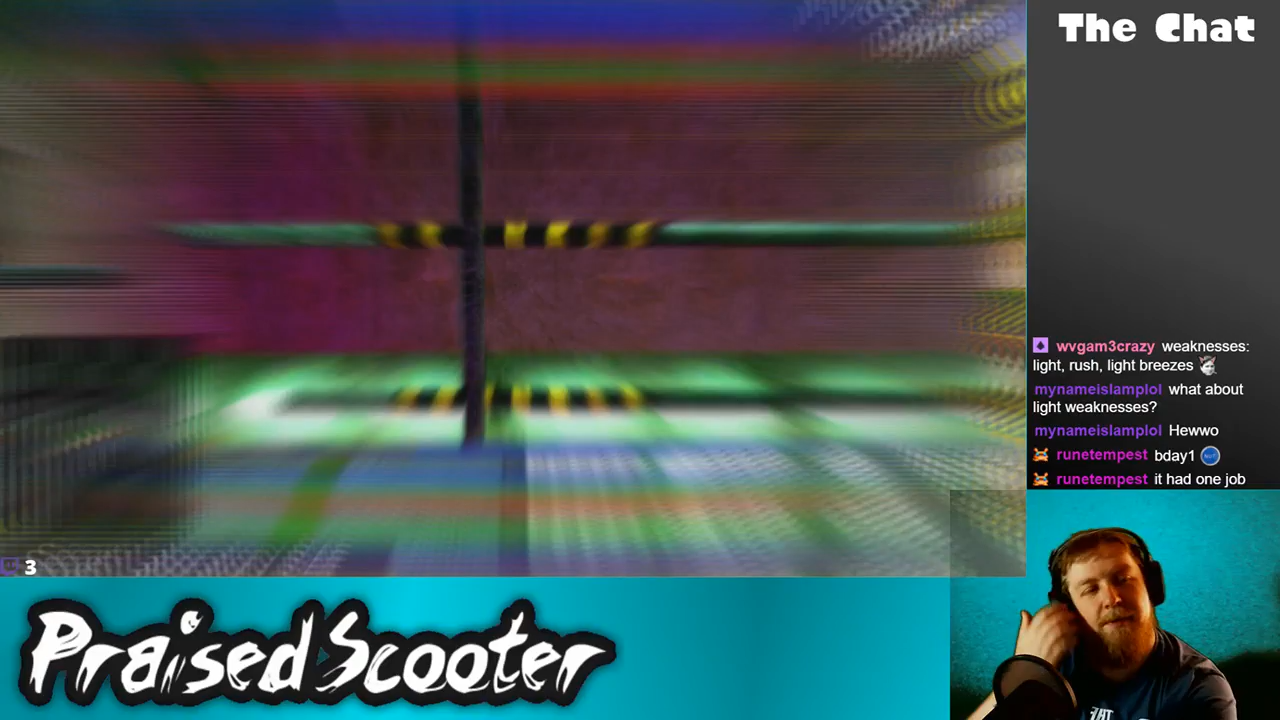 The Chat
wvgam3crazy weaknesses:
light, rush, light breezes
mynameislamplol what about
light weaknesses?
mynameislamplol Hewwo
runetempest bday1
runetempest it had one job
3
PraisedScooter